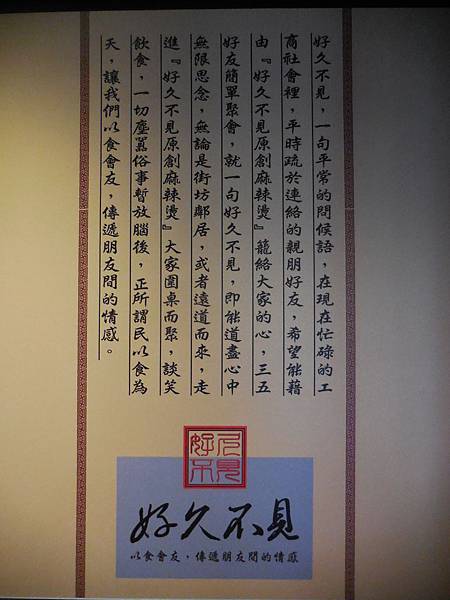 好久不見，一句平常的問候語，在現在忙碌的工
商社會裡，平時疏於連絡的親朋好友，希望能藉
由『好久不見原創麻辣燙』籠絡大家的心，三五
好友簡單聚會，就一句好久不見，即能道盡心中
無限思念，無論是街坊鄰居，或者遠道而來，走
進『好久不見原創麻辣燙』大家圍桌而聚，談笑
飲食，一切塵囂俗事暫放腦後，正所謂民以食為
天，讓我們以食會友，傳遞朋友間的情感。
好久不見
好久不見
以食會友，傳遞朋友間的情感